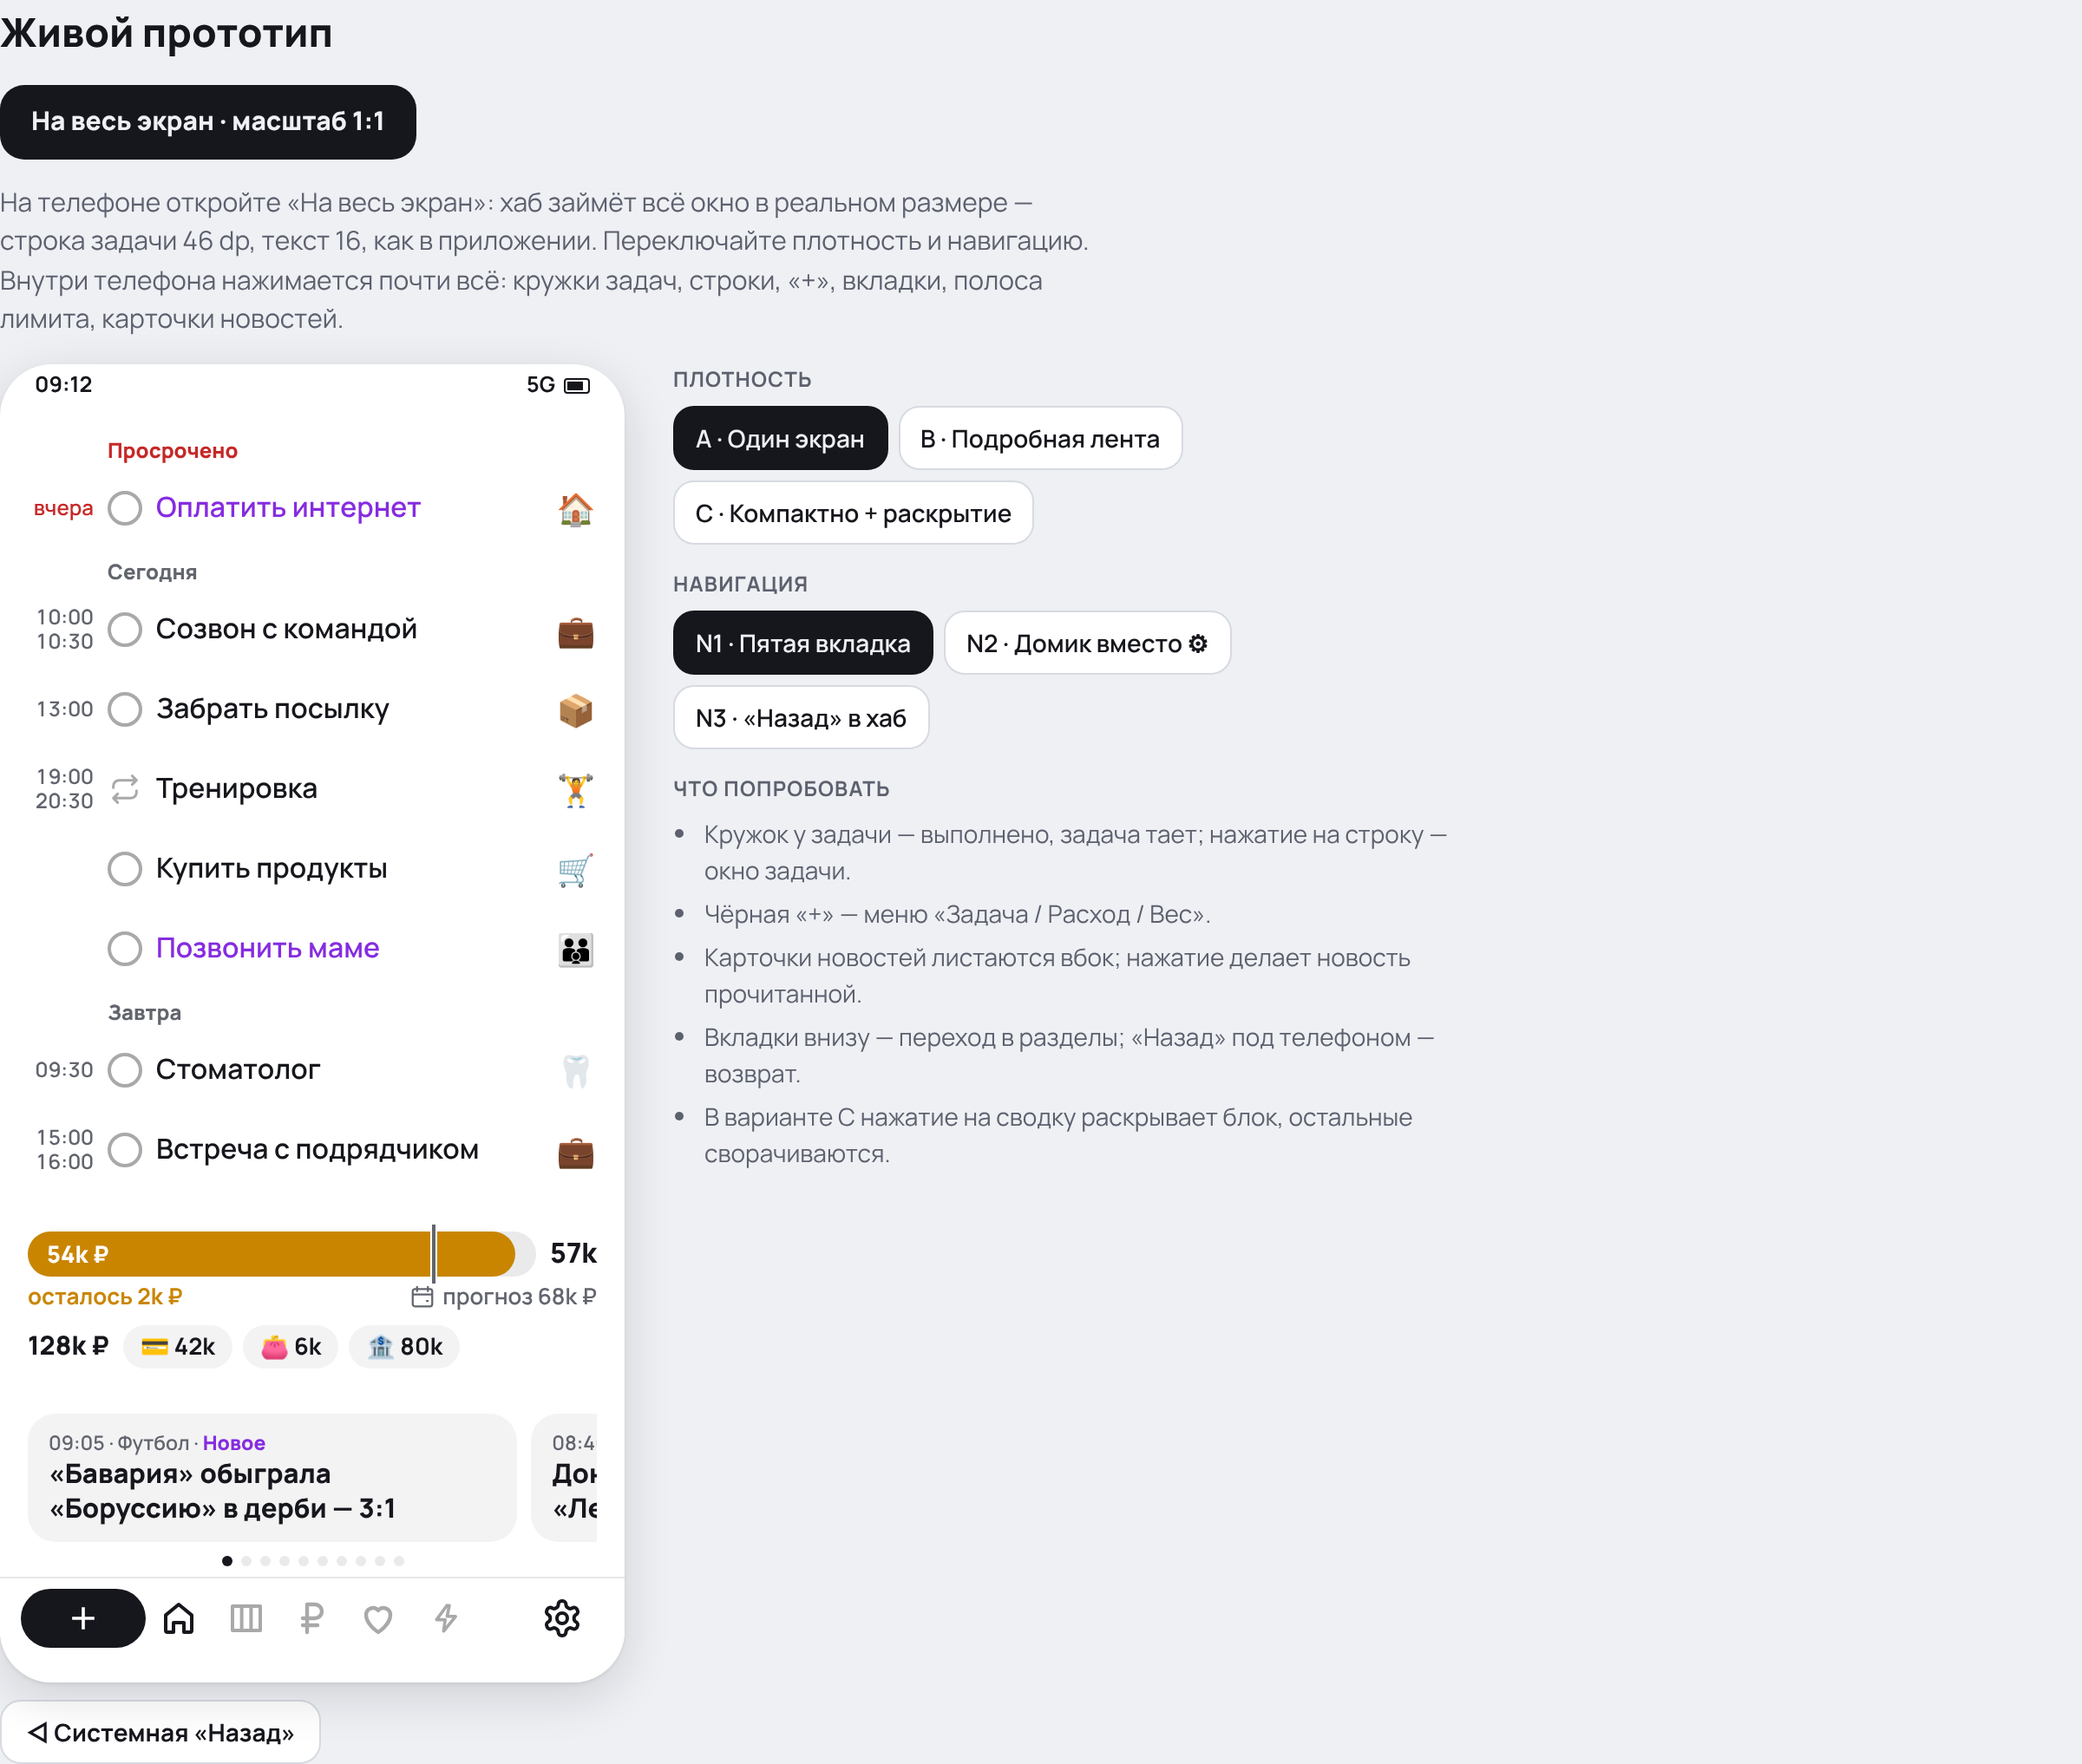 Живой прототип
На весь экран · масштаб 1:1
На телефоне откройте «На весь экран»: хаб займёт всё окно в реальном размере —
строка задачи 46 dp, текст 16, как в приложении. Переключайте плотность и навигацию.
Внутри телефона нажимается почти всё: кружки задач, строки, «+», вкладки, полоса
лимита, карточки новостей.
09:12
5G
Просрочено
вчера Оплатить интернет
Сегодня
10:00
10:30
Созвон с командой
13:00 Забрать посылку
19:00
20:30
Тренировка
Купить продукты
Позвонить маме
Завтра
09:30 Стоматолог
15:00
16:00
Встреча с подрядчиком
54k ₽
57k
осталось 2k ₽
прогноз 68k ₽
128k ₽ 42k 6k 80k
09:05 · Футбол · Новое
«Бавария» обыграла
«Боруссию» в дерби — 3:1
08:4
«Ле
+
₽
Системная «Назад»
ПЛОТНОСТЬ
A · Один экран
B · Подробная лента
C · Компактно + раскрытие
НАВИГАЦИЯ
N1 · Пятая вкладка
N2 · Домик вместо ⚙
N3 · «Назад» в хаб
ЧТО ПОПРОБОВАТЬ
• Кружок у задачи — выполнено, задача тает; нажатие на строку —
окно задачи.
• Чёрная «+» — меню «Задача / Расход / Вес».
• Карточки новостей листаются вбок; нажатие делает новость
прочитанной.
• Вкладки внизу — переход в разделы; «Назад» под телефоном —
возврат.
• В варианте C нажатие на сводку раскрывает блок, остальные
сворачиваются.